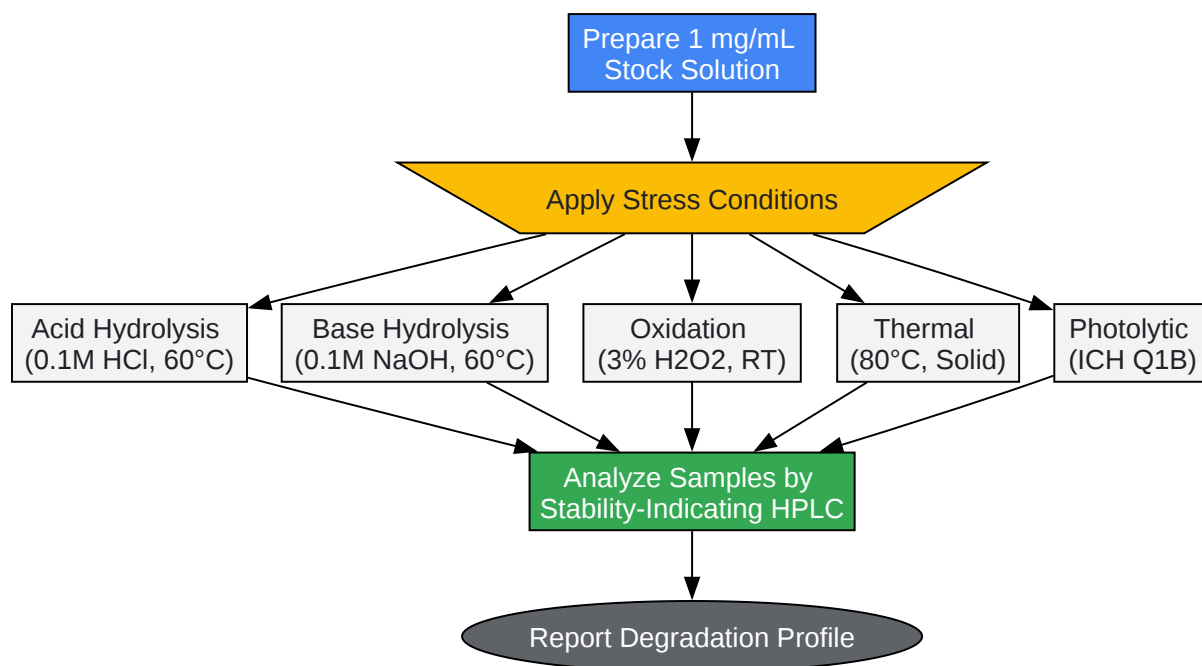 Prepare 1 mg/mL
Stock Solution
Apply Stress Conditions
Acid Hydrolysis
(0.1M HCl, 60°C)
Base Hydrolysis
(0.1M NaOH, 60°C)
Oxidation
(3% H2O2, RT)
Thermal
(80°C, Solid)
Photolytic
(ICH Q1B)
Analyze Samples by
Stability-Indicating HPLC
Report Degradation Profile